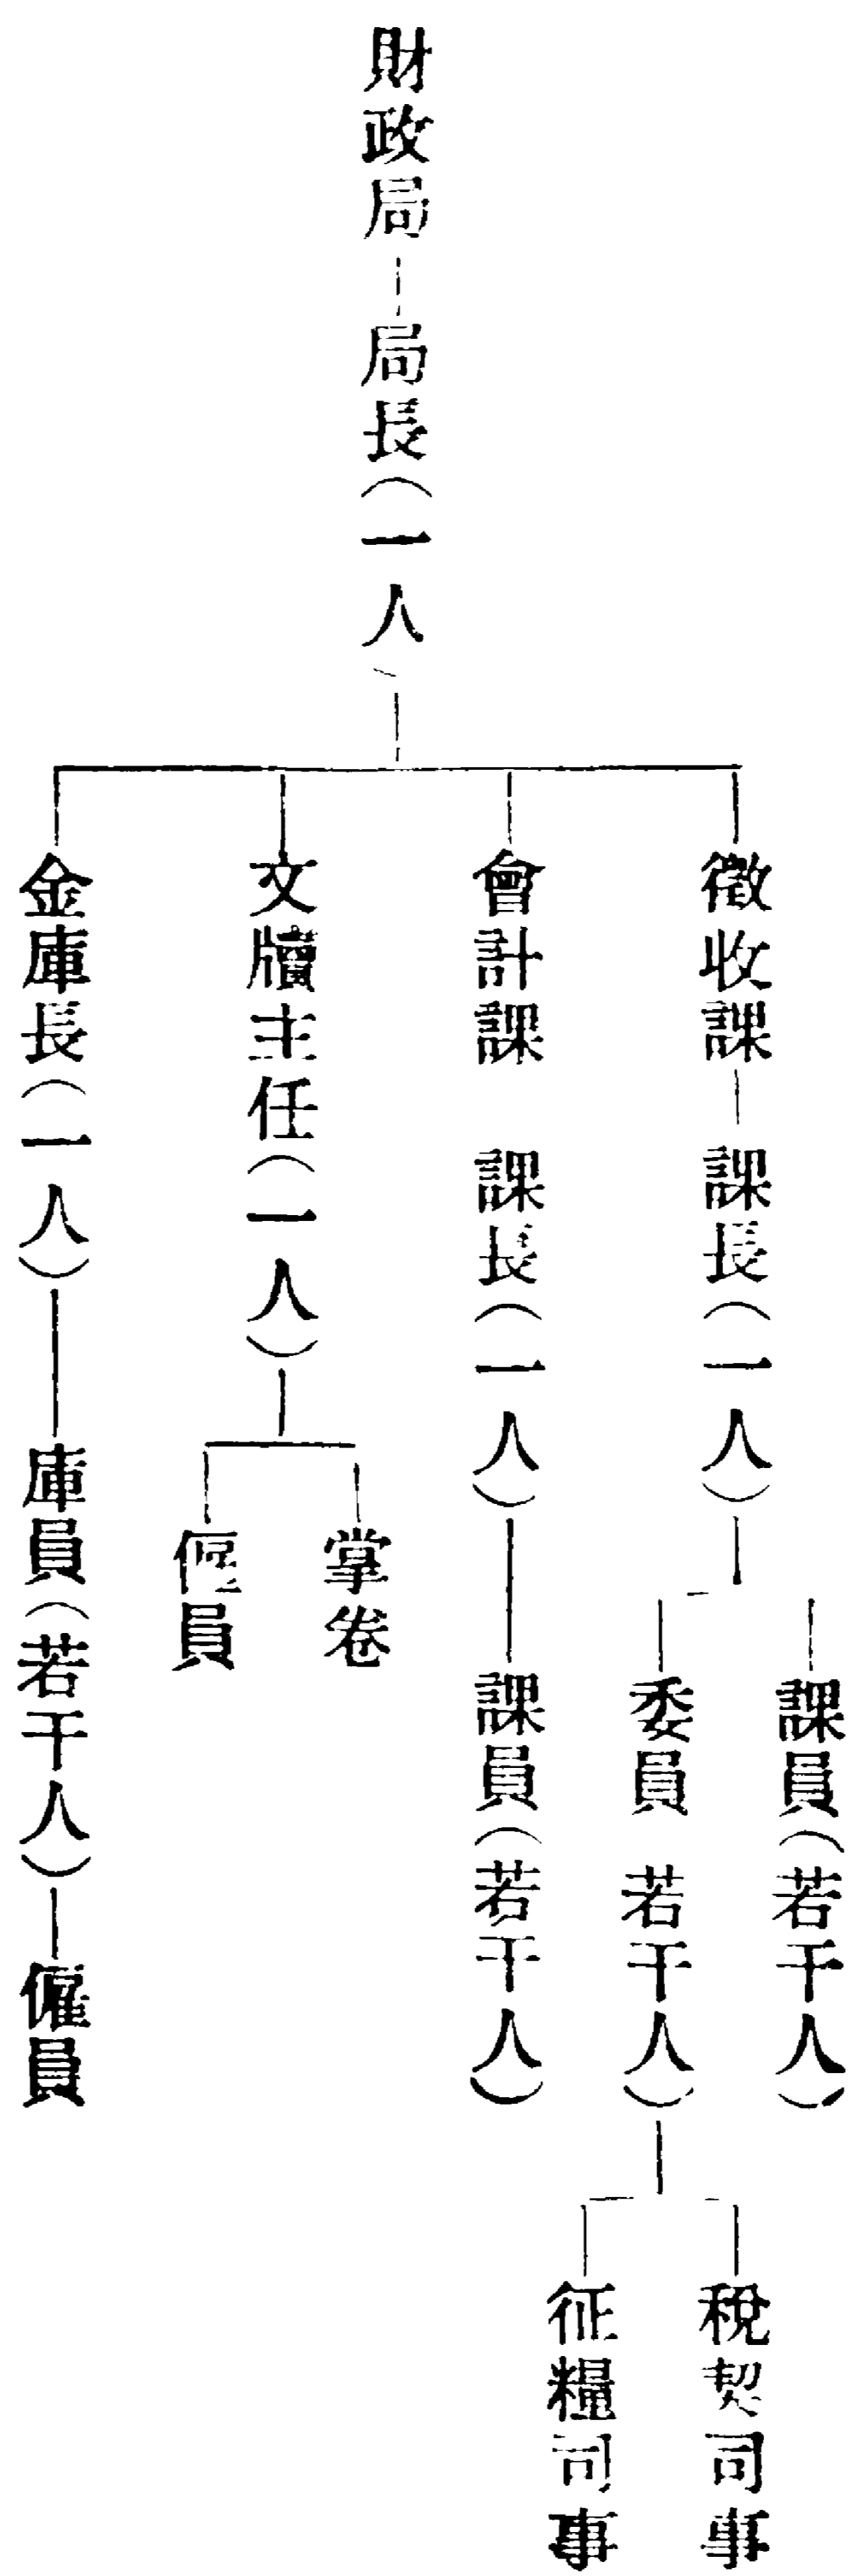 財政局 局長（一人）
徵收課 課長（一人）
課員（若干人）
委員 若干人）
稅契司事
征糧司事
會計課 課長（一人）
課員（若干人）
文牘主任（一人）
掌卷
僱員
金庫長（一人）
庫員（若干人）
僱員